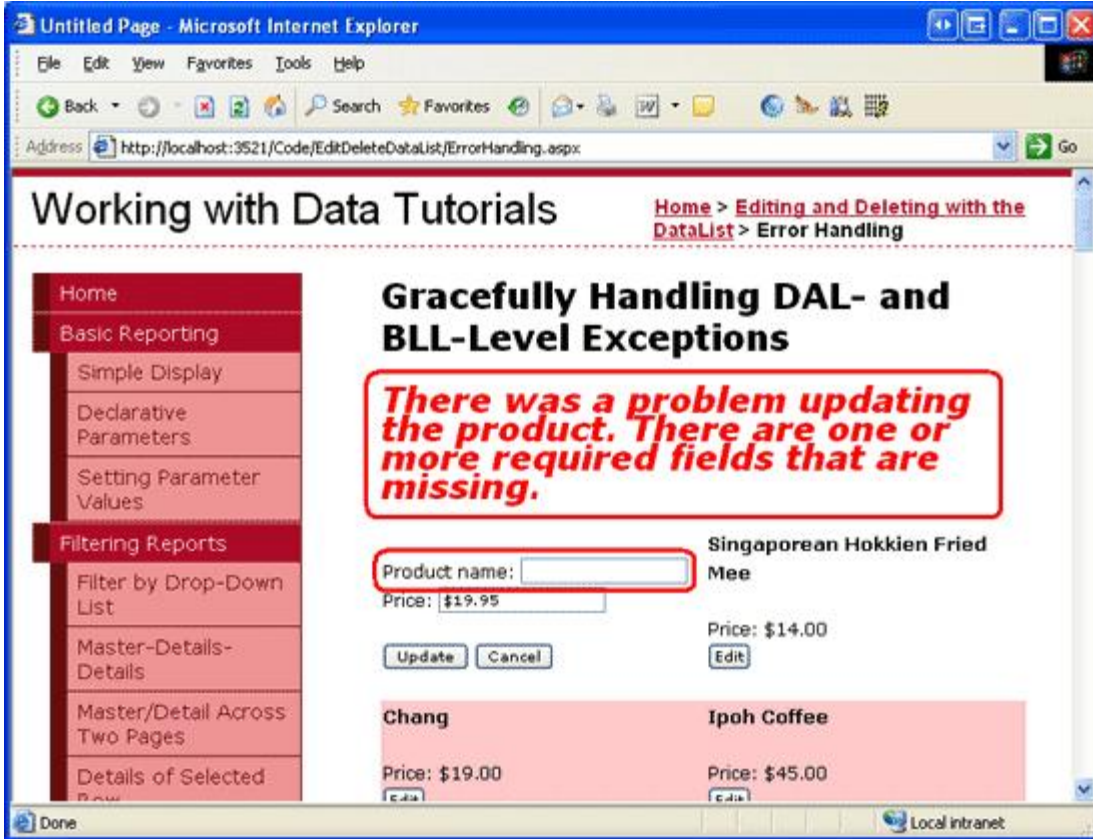 Untitled Page - Microsoft Internet Explorer
File Edit View Favorites Tools Help
Back Search Favorites
Address http://localhost:3521/Code/EditDeleteDataList/ErrorHandling.aspx Go
Working with Data Tutorials
Home > Editing and Deleting with the
DataList > Error Handling
Home
Basic Reporting
Simple Display
Declarative
Parameters
Setting Parameter
Values
Filtering Reports
Filter by Drop-Down
List
Master-Details-
Details
Master/Detail Across
Two Pages
Details of Selected
Row
Gracefully Handling DAL- and
BLL-Level Exceptions
There was a problem updating
the product. There are one or
more required fields that are
missing.
Product name:
Price: $19.95
Update Cancel
Singaporean Hokkien Fried
Mee
Price: $14.00
Edit
Chang
Price: $19.00
Edit
Ipoh Coffee
Price: $45.00
Edit
Done Local intranet